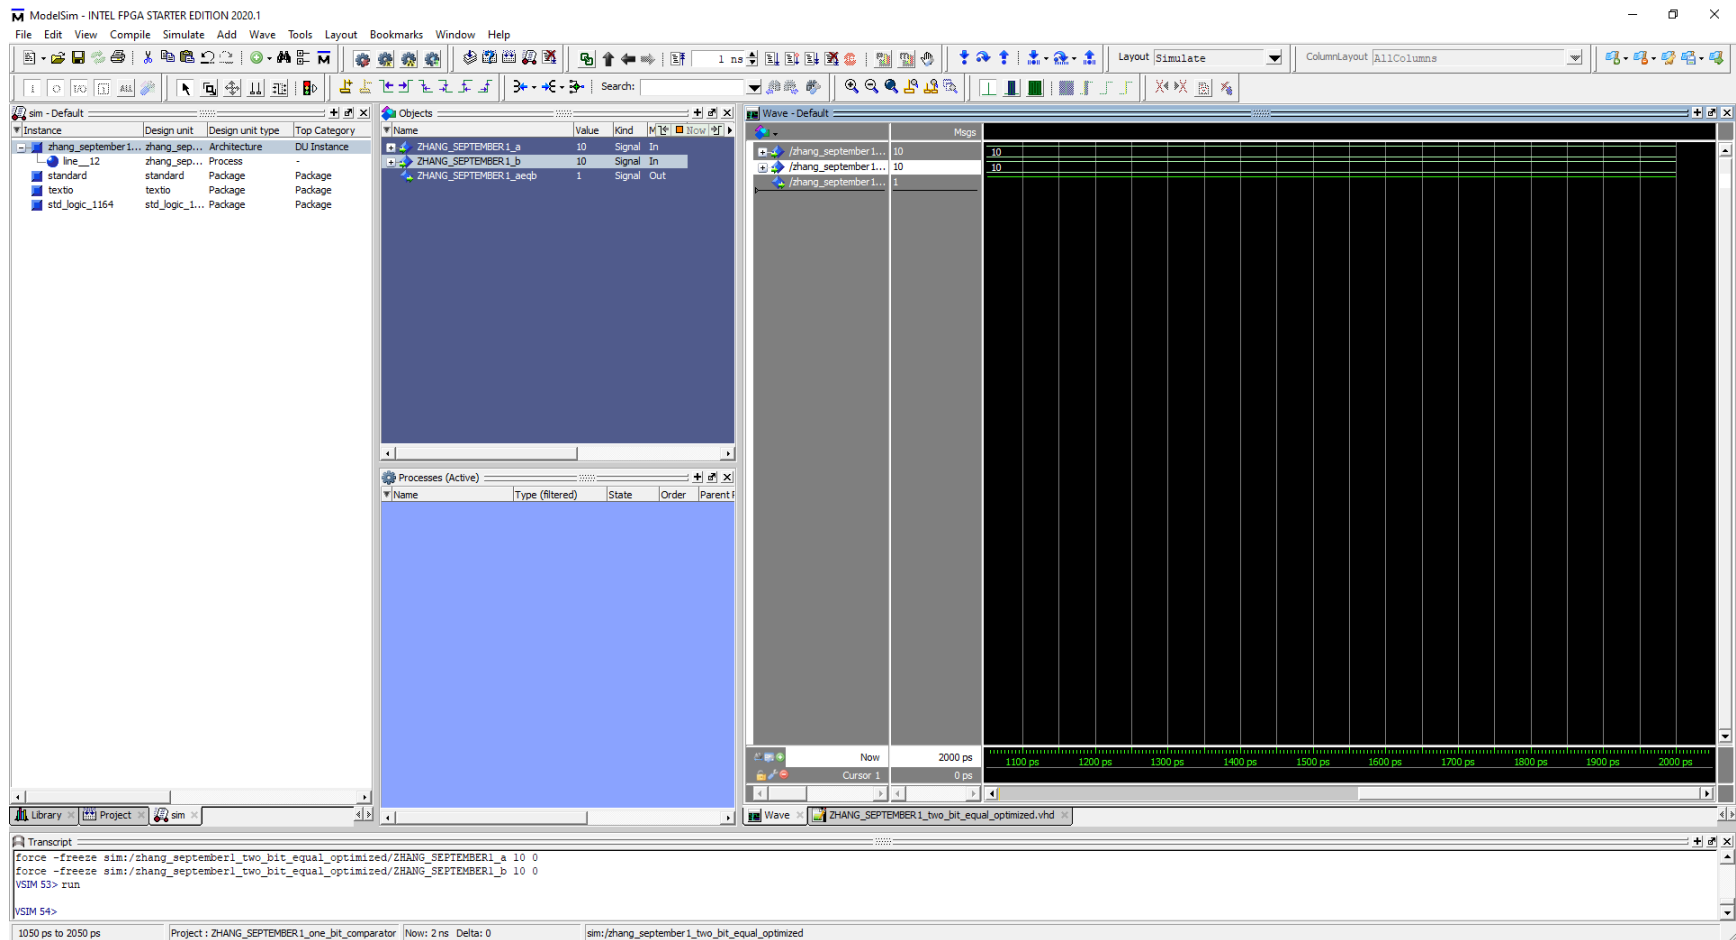 ModelSim - INTEL FPGA STARTER EDITION 2020.1
File Edit View Compile Simulate Add Wave Tools Layout Bookmarks Window Help
1 ns
Layout Simulate
ColumnLayout AllColumns
Search:
sim - Default
Instance Design unit Design unit type Top Category
zhang_september1... zhang_sep... Architecture DU Instance
line__12 zhang_sep... Process -
standard standard Package Package
textio textio Package Package
std_logic_1164 std_logic_1... Package Package
Library Project sim
Objects
Name Value Kind M Now
ZHANG_SEPTEMBER1_a 10 Signal In
ZHANG_SEPTEMBER1_b 10 Signal In
ZHANG_SEPTEMBER1_aeqb 1 Signal Out
Processes (Active)
Name Type (filtered) State Order Parent P
Wave - Default
Msgs
/zhang_september1... 10 10
/zhang_september1... 10 10
/zhang_september1... 1
Now 2000 ps
Cursor 1 0 ps
1100 ps 1200 ps 1300 ps 1400 ps 1500 ps 1600 ps 1700 ps 1800 ps 1900 ps 2000 ps
Wave ZHANG_SEPTEMBER1_two_bit_equal_optimized.vhd
Transcript
force -freeze sim:/zhang_september1_two_bit_equal_optimized/ZHANG_SEPTEMBER1_a 10 0
force -freeze sim:/zhang_september1_two_bit_equal_optimized/ZHANG_SEPTEMBER1_b 10 0
VSIM 53> run
VSIM 54>
1050 ps to 2050 ps Project : ZHANG_SEPTEMBER1_one_bit_comparator Now: 2 ns Delta: 0 sim:/zhang_september1_two_bit_equal_optimized